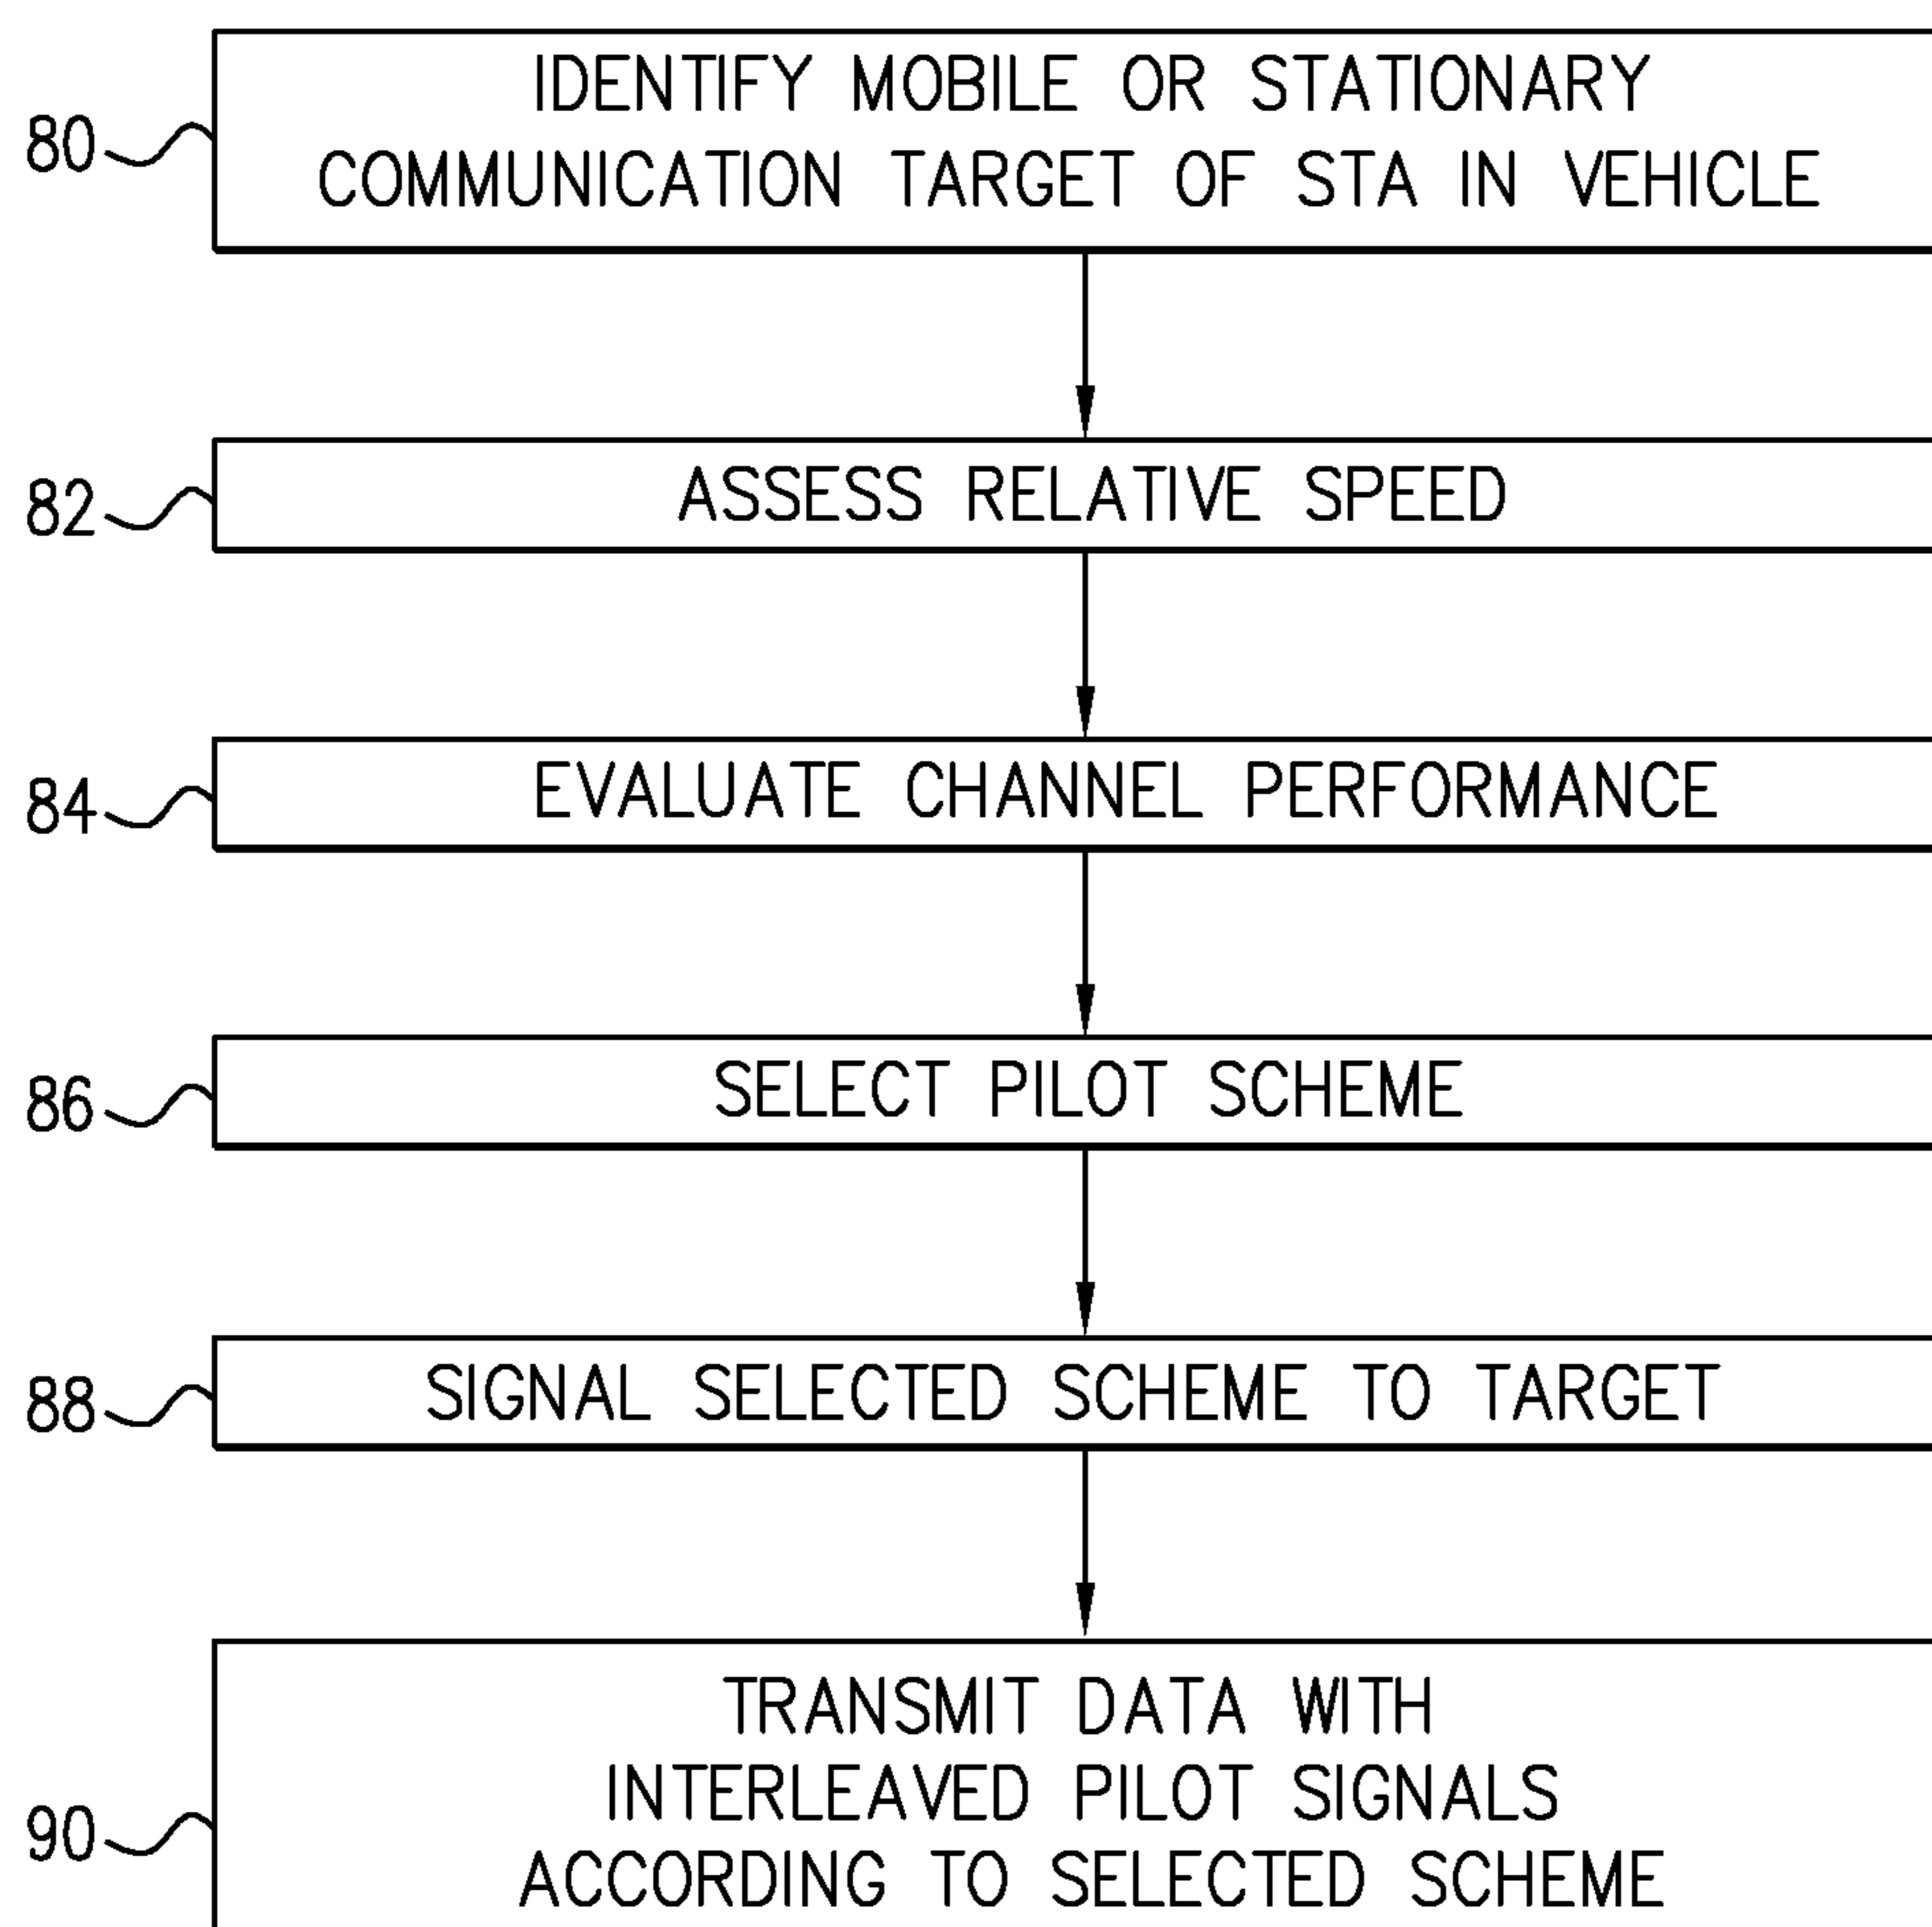 80
IDENTIFY MOBILE OR STATIONARY
COMMUNICATION TARGET OF STA IN VEHICLE
82
ASSESS RELATIVE SPEED
84
EVALUATE CHANNEL PERFORMANCE
86
SELECT PILOT SCHEME
88
SIGNAL SELECTED SCHEME TO TARGET
90
TRANSMIT DATA WITH
INTERLEAVED PILOT SIGNALS
ACCORDING TO SELECTED SCHEME